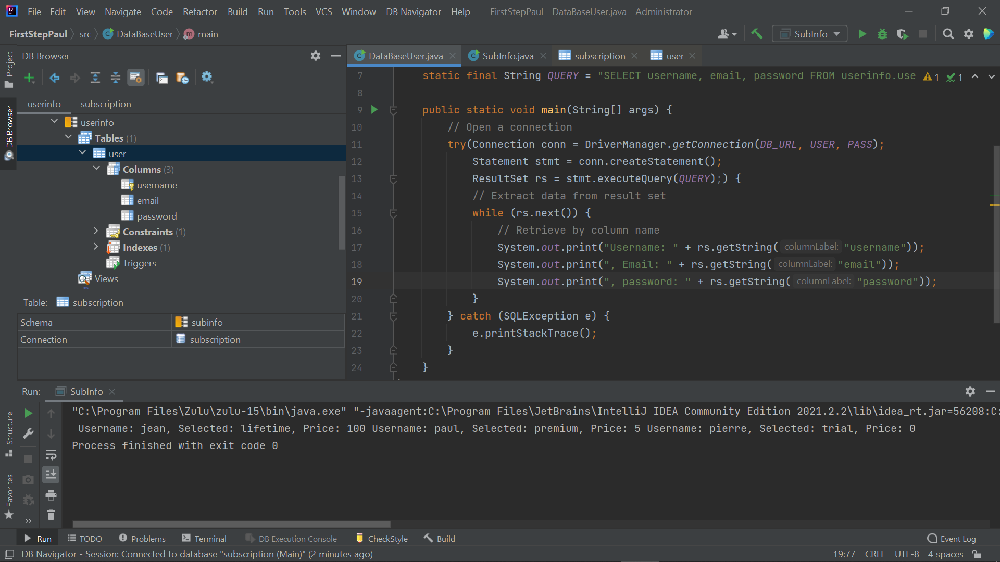 File Edit View Navigate Code Refactor Build Run Tools VCS Window DB Navigator Help FirstStepPaul - DataBaseUser.java - Administrator
FirstStepPaul src DataBaseUser main SubInfo
Project
DB Browser
Structure
Favorites
DB Browser
userinfo subscription
userinfo
Tables (1)
user
Columns (3)
username
email
password
Constraints (1)
Indexes (1)
Triggers
Views
Table: subscription
Schema subinfo
Connection subscription
DataBaseUser.java SubInfo.java subscription user
7 static final String QUERY = "SELECT username, email, password FROM userinfo.use 1 1
8
9 public static void main(String[] args) {
10 // Open a connection
11 try(Connection conn = DriverManager.getConnection(DB_URL, USER, PASS);
12 Statement stmt = conn.createStatement();
13 ResultSet rs = stmt.executeQuery(QUERY);) {
14 // Extract data from result set
15 while (rs.next()) {
16 // Retrieve by column name
17 System.out.print("Username: " + rs.getString( columnLabel: "username"));
18 System.out.print(", Email: " + rs.getString( columnLabel: "email"));
19 System.out.print(", password: " + rs.getString( columnLabel: "password"));
20 }
21 } catch (SQLException e) {
22 e.printStackTrace();
23 }
24 }
Run: SubInfo
"C:\Program Files\Zulu\zulu-15\bin\java.exe" "-javaagent:C:\Program Files\JetBrains\IntelliJ IDEA Community Edition 2021.2.2\lib\idea_rt.jar=56208:C:
Username: jean, Selected: lifetime, Price: 100 Username: paul, Selected: premium, Price: 5 Username: pierre, Selected: trial, Price: 0
Process finished with exit code 0
Run TODO Problems Terminal DB Execution Console CheckStyle Build Event Log
DB Navigator - Session: Connected to database "subscription (Main)" (2 minutes ago) 19:77 CRLF UTF-8 4 spaces